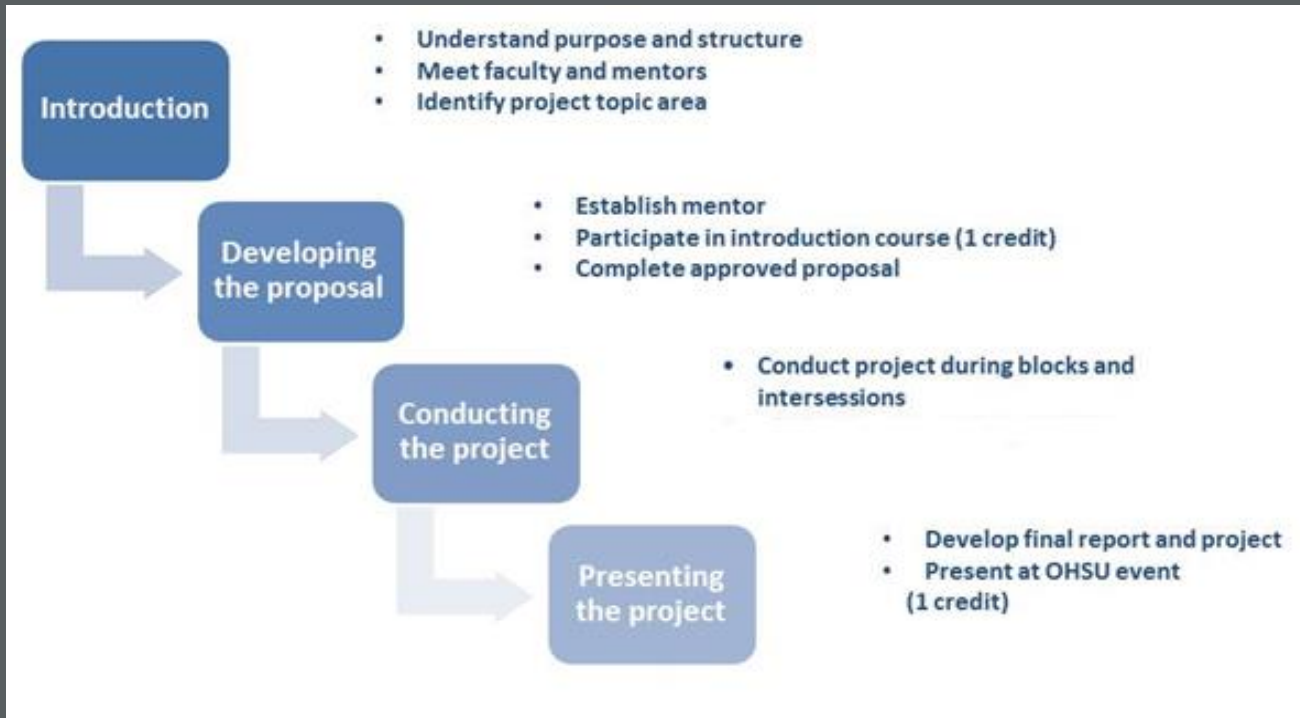 Introduction
• Understand purpose and structure
• Meet faculty and mentors
• Identify project topic area
Developing
the proposal
• Establish mentor
• Participate in introduction course (1 credit)
• Complete approved proposal
Conducting
the project
• Conduct project during blocks and
intersessions
Presenting
the project
• Develop final report and project
• Present at OHSU event
(1 credit)